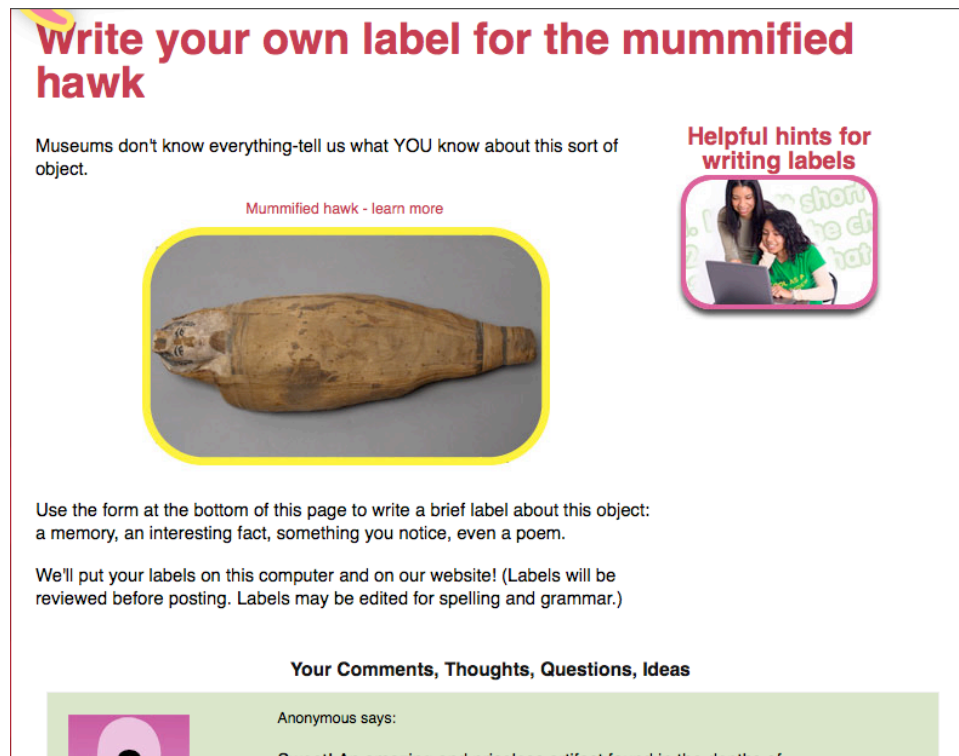 Write your own label for the mummified
hawk
Museums don't know everything-tell us what YOU know about this sort of
object.
Helpful hints for
writing labels
Mummified hawk - learn more
short
Use the form at the bottom of this page to write a brief label about this object:
a memory, an interesting fact, something you notice, even a poem.
We'll put your labels on this computer and on our website! (Labels will be
reviewed before posting. Labels may be edited for spelling and grammar.)
Your Comments, Thoughts, Questions, Ideas
Anonymous says: